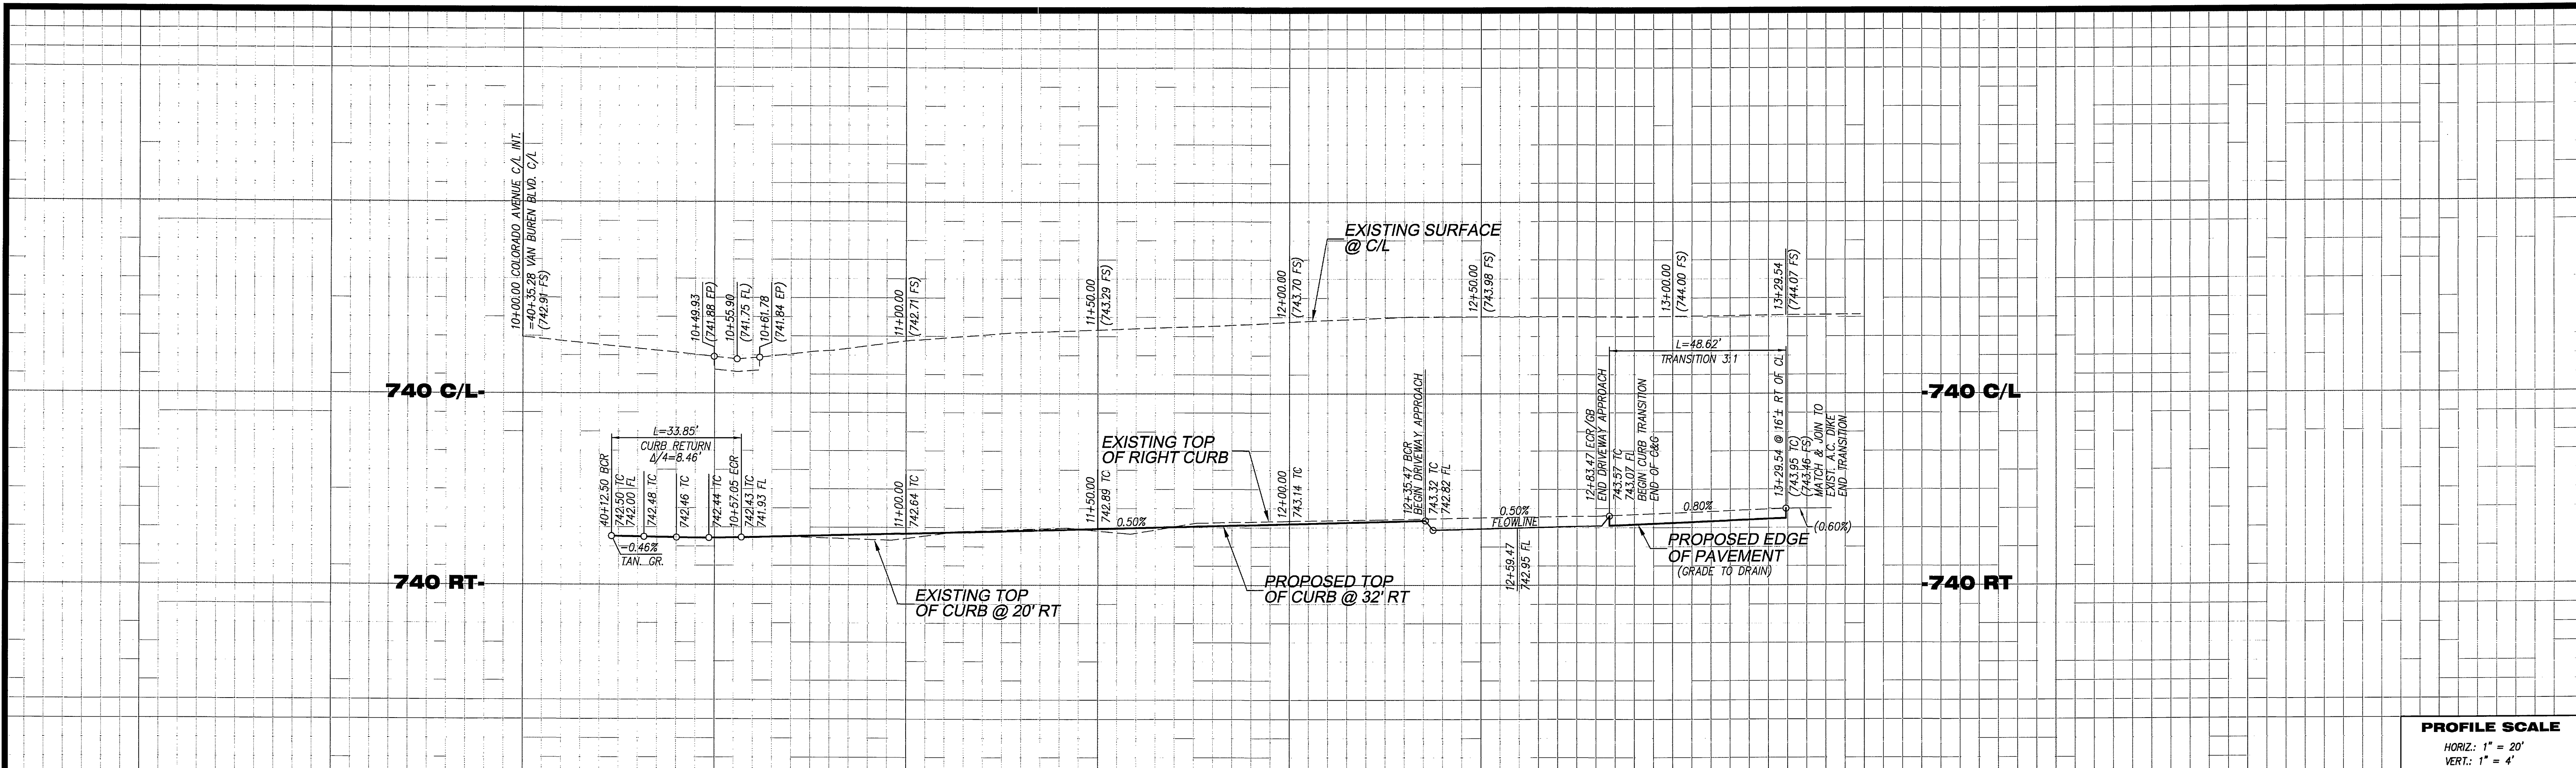 10+00.00 COLORADO AVENUE C/L INT.
=40+35.28 VAN BUREN BLVD. C/L
(742.91 FS)
10+49.93
(741.88 EP)
10+55.90
(741.75 FL)
10+61.78
(741.84 EP)
11+00.00
(742.71 FS)
11+50.00
(743.29 FS)
12+00.00
(743.70 FS)
EXISTING SURFACE
@ C/L
12+50.00
(743.98 FS)
13+00.00
(744.00 FS)
13+29.54
(744.07 FS)
L=48.62'
TRANSITION 3:1
740 C/L-
-740 C/L
L=33.85'
CURB RETURN
Δ/4=8.46'
40+12.50 BCR
742.50 TC
742.00 FL
742.48 TC
742.46 TC
742.44 TC
10+57.05 ECR
742.43 TC
741.93 FL
-0.46%
TAN. GR.
11+00.00
742.64 TC
11+50.00
742.89 TC
0.50%
EXISTING TOP
OF RIGHT CURB
12+00.00
743.14 TC
12+35.47 BCR
BEGIN DRIVEWAY APPROACH
743.32 TC
742.82 FL
0.50%
FLOWLINE
12+59.47
742.95 FL
12+83.47 ECR/GB
END DRIVEWAY APPROACH
743.57 TC
743.07 FL
BEGIN CURB TRANSITION
END OF C&G
0.80%
13+29.54 @ 16'± RT OF CL
(743.95 TC)
(743.46 FS)
MATCH & JOIN TO
EXIST. A.C. DIKE
END TRANSITION
(0.60%)
PROPOSED EDGE
OF PAVEMENT
(GRADE TO DRAIN)
740 RT-
-740 RT
EXISTING TOP
OF CURB @ 20' RT
PROPOSED TOP
OF CURB @ 32' RT
PROFILE SCALE
HORIZ.: 1" = 20'
VERT.: 1" = 4'